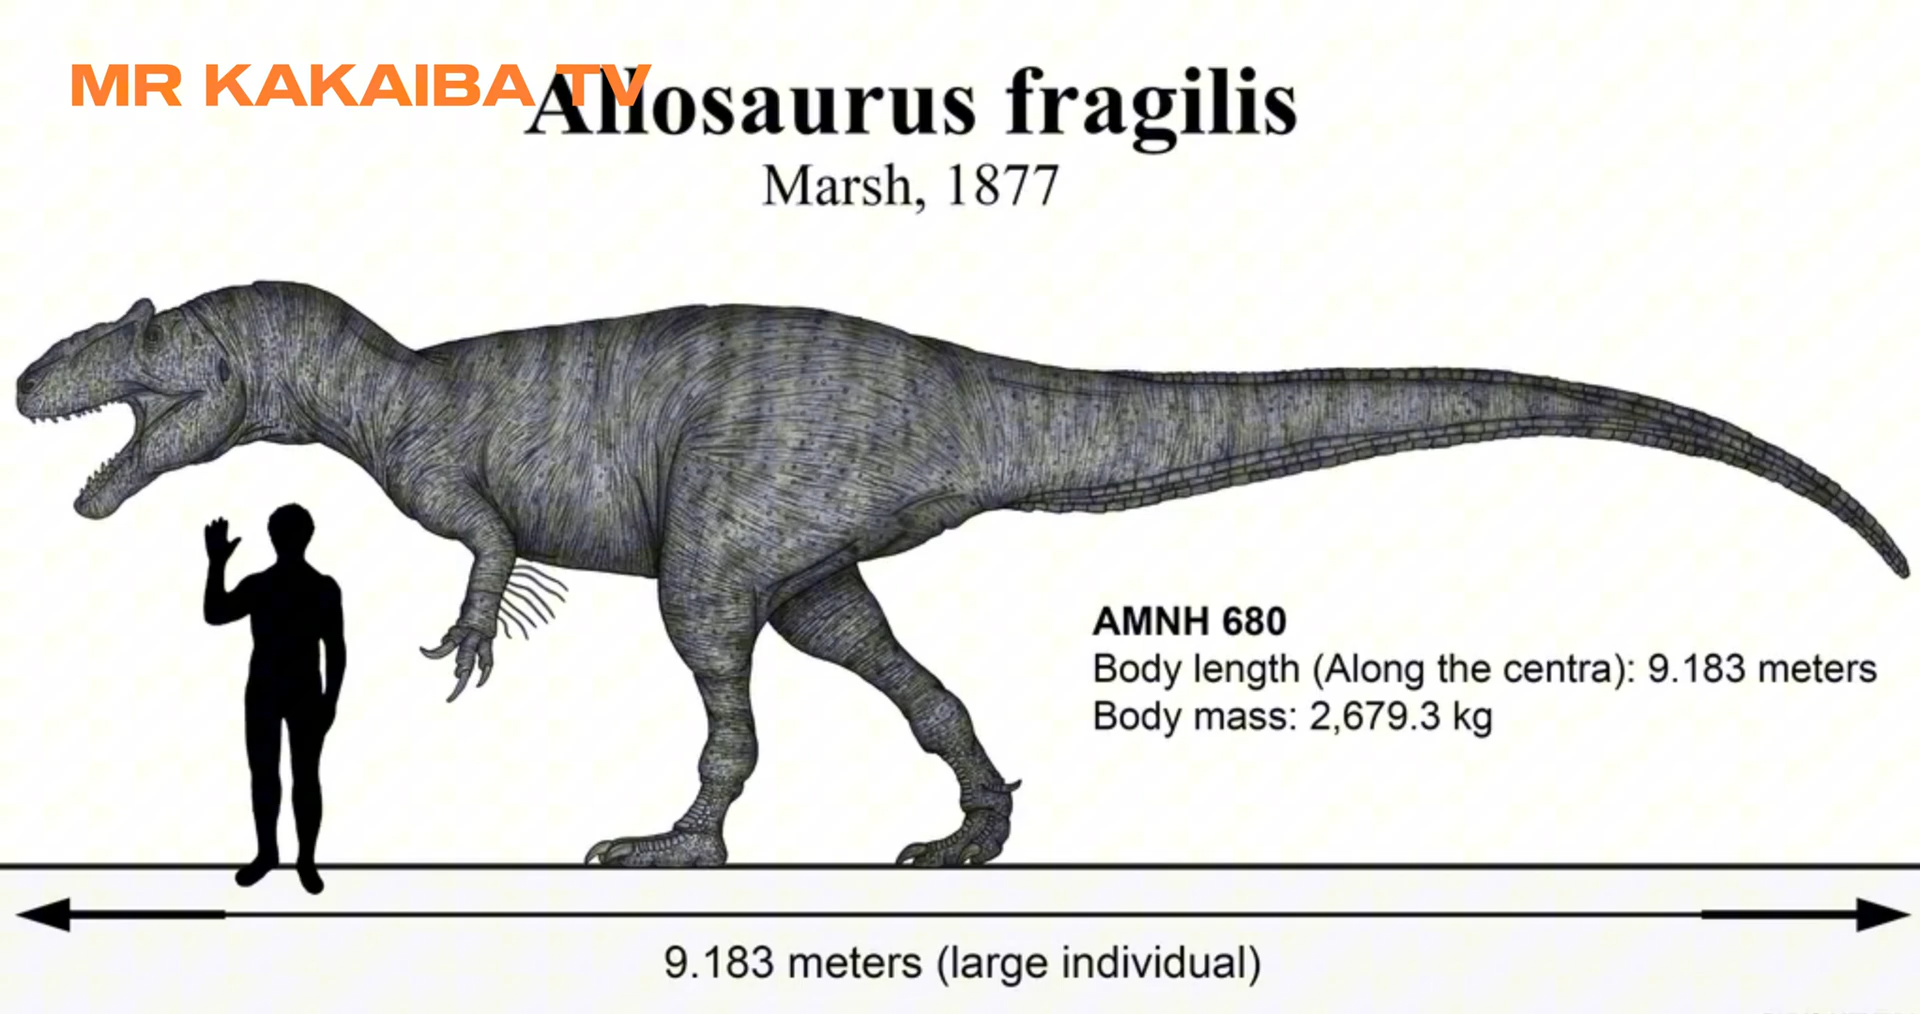 MR KAKAIBA TV
Allosaurus fragilis
Marsh, 1877
AMNH 680
Body length (Along the centra): 9.183 meters
Body mass: 2,679.3 kg
9.183 meters (large individual)